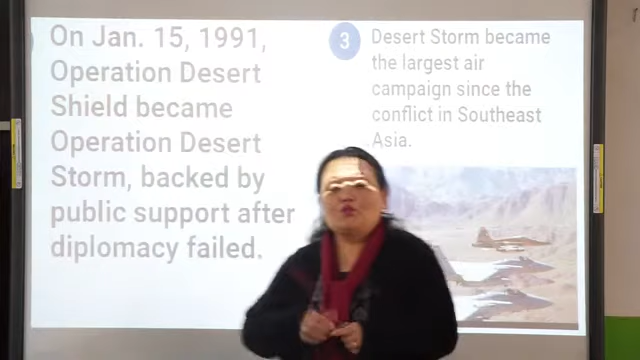 On Jan. 15, 1991,
Operation Desert
Shield became
Operation Desert
Storm, backed by
public support after
diplomacy failed.
3
Desert Storm became
the largest air
campaign since the
conflict in Southeast
Asia.